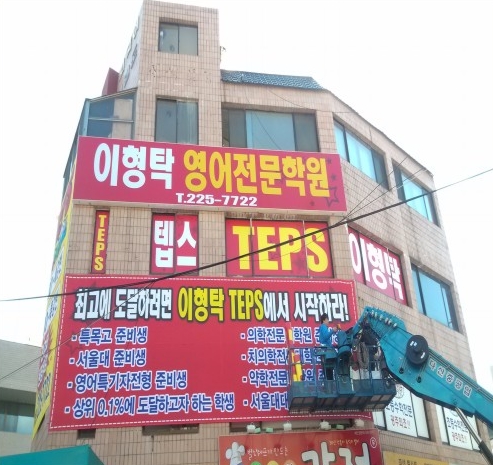 이형탁 영어전문학원
T.225-7722
TEPS
텝스
TEPS
이형탁
최고에 도달하려면 이형탁 TEPS에서 시작하라!
- 특목고 준비생
- 서울대 준비생
- 영어특기자전형 준비생
- 상위 0.1%에 도달하고자 하는 학생
- 의학전문 학원 준
- 치의학전
- 약학전문
- 서울대